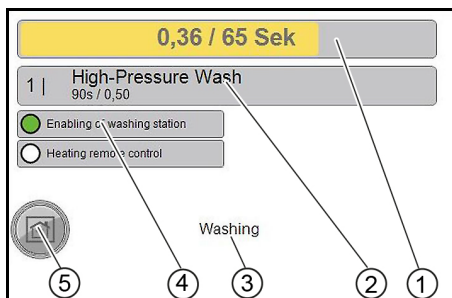 0,36 / 65 Sek
1 | High-Pressure Wash
90s / 0,50
Enabling of washing station
Heating remote control
Washing
5 4 3 2 1